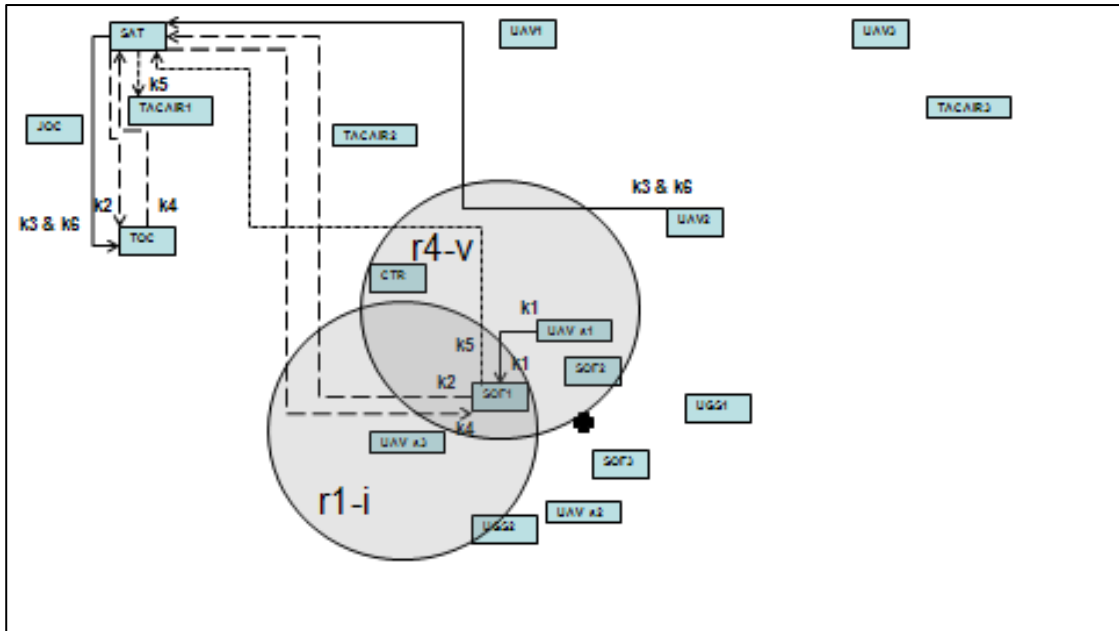 SAT
UAV1
UAV3
k5
TACAIR1
TACAIR3
JOC
TACAIR2
k3 & k6
k2
k4
k3 & k6
UAV2
TOC
r4-v
CTR
k1
UAV a1
k5
k1
SOF2
k2
SOF1
UGS1
k4
UAV a3
SOF3
r1-i
UAV a2
UGS2